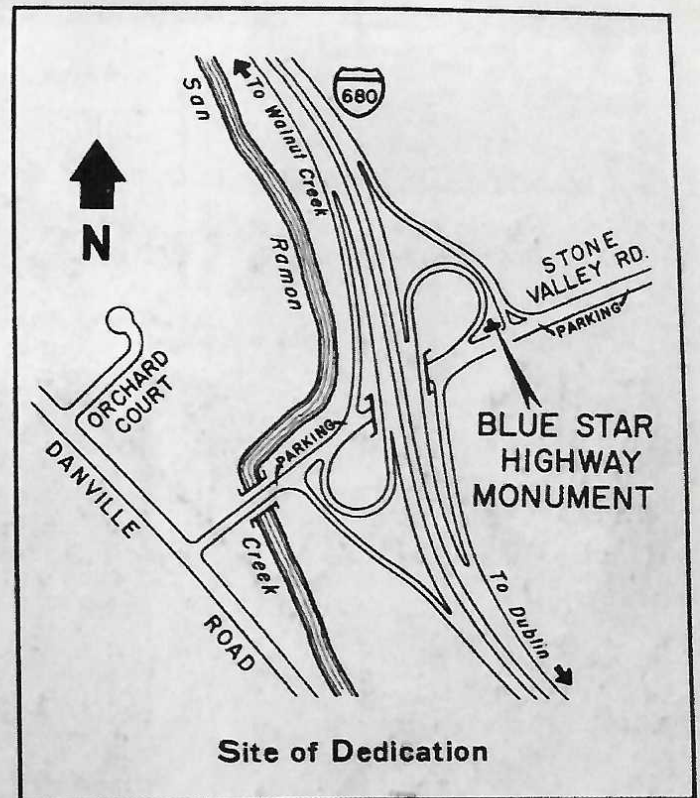 680
To Walnut Creek
San
Ramon
Creek
N
STONE
VALLEY RD.
PARKING
BLUE STAR
HIGHWAY
MONUMENT
ORCHARD
COURT
PARKING
DANVILLE
ROAD
To Dublin
Site of Dedication